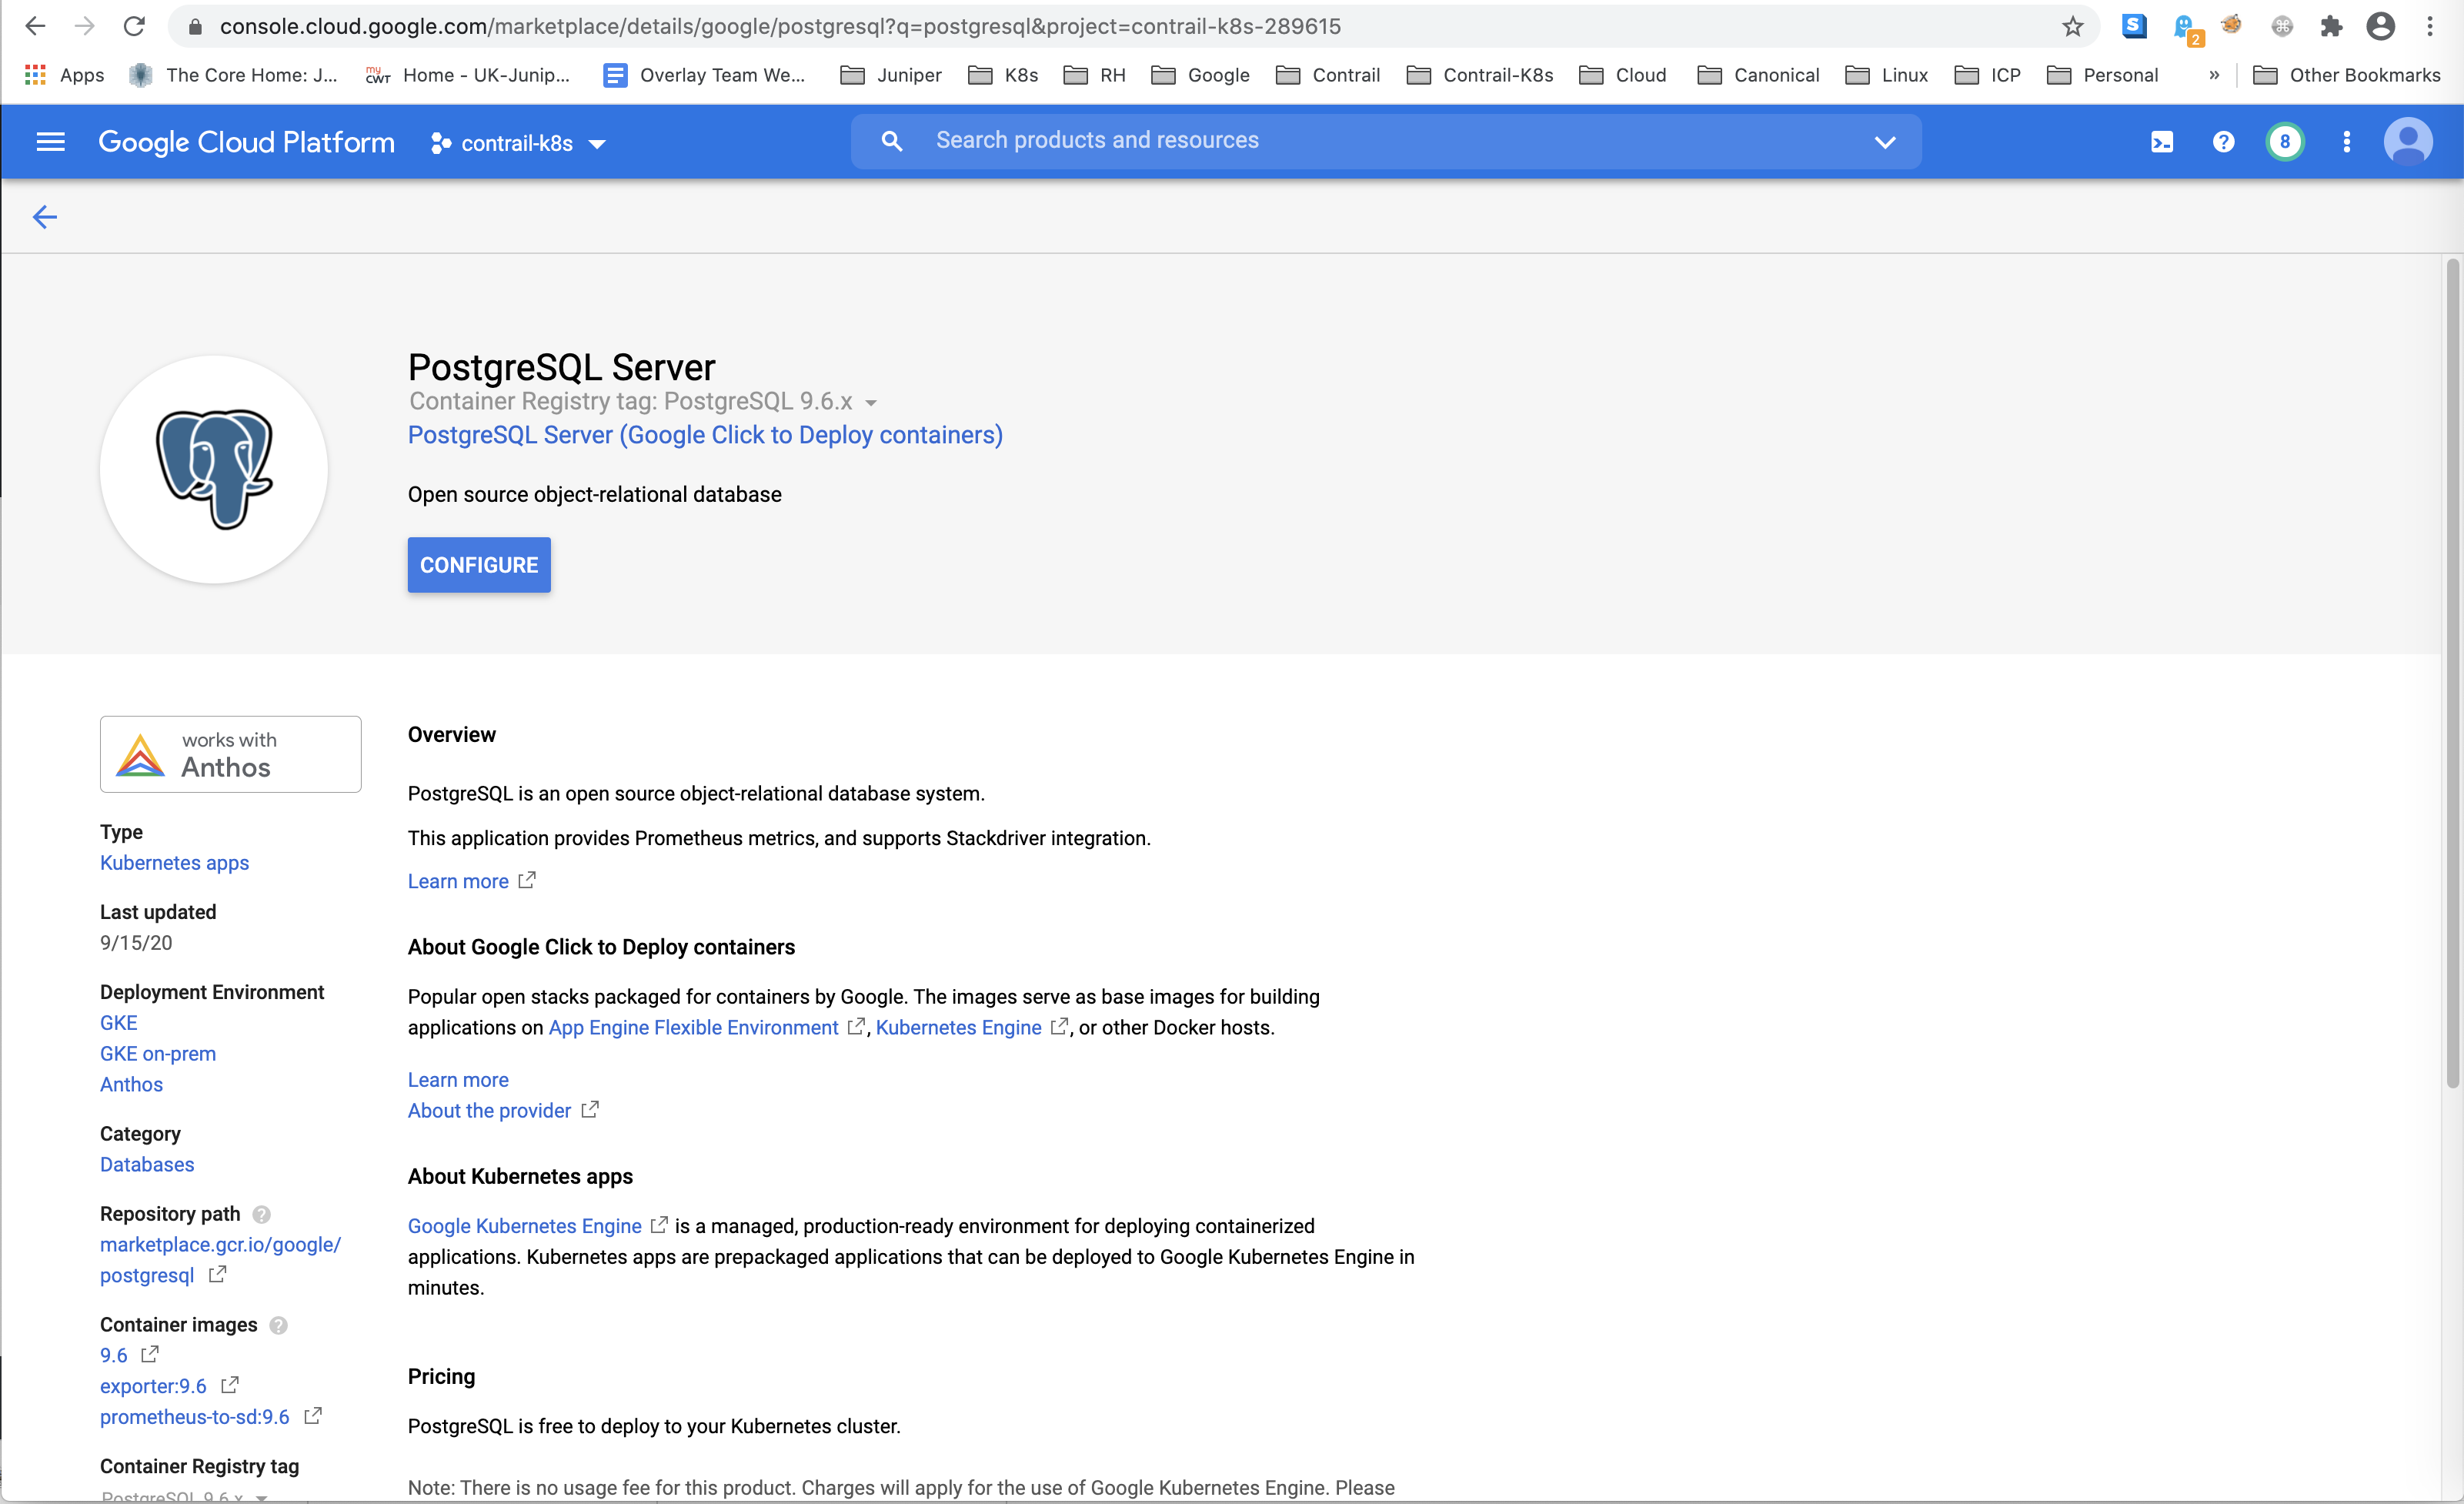 console.cloud.google.com/marketplace/details/google/postgresql?q=postgresql&project=contrail-k8s-289615
S
2
Apps The Core Home: J... my CWT Home - UK-Junip... Overlay Team We... Juniper K8s RH Google Contrail Contrail-K8s Cloud Canonical Linux ICP Personal » Other Bookmarks
Google Cloud Platform contrail-k8s Search products and resources ? 8
PostgreSQL Server
Container Registry tag: PostgreSQL 9.6.x
PostgreSQL Server (Google Click to Deploy containers)
Open source object-relational database
CONFIGURE
works with
Anthos
Type
Kubernetes apps
Last updated
9/15/20
Deployment Environment
GKE
GKE on-prem
Anthos
Category
Databases
Repository path ?
marketplace.gcr.io/google/
postgresql
Container images ?
9.6
exporter:9.6
prometheus-to-sd:9.6
Container Registry tag
PostgreSQL 9.6.x
Overview
PostgreSQL is an open source object-relational database system.
This application provides Prometheus metrics, and supports Stackdriver integration.
Learn more
About Google Click to Deploy containers
Popular open stacks packaged for containers by Google. The images serve as base images for building
applications on App Engine Flexible Environment , Kubernetes Engine , or other Docker hosts.
Learn more
About the provider
About Kubernetes apps
Google Kubernetes Engine is a managed, production-ready environment for deploying containerized
applications. Kubernetes apps are prepackaged applications that can be deployed to Google Kubernetes Engine in
minutes.
Pricing
PostgreSQL is free to deploy to your Kubernetes cluster.
Note: There is no usage fee for this product. Charges will apply for the use of Google Kubernetes Engine. Please